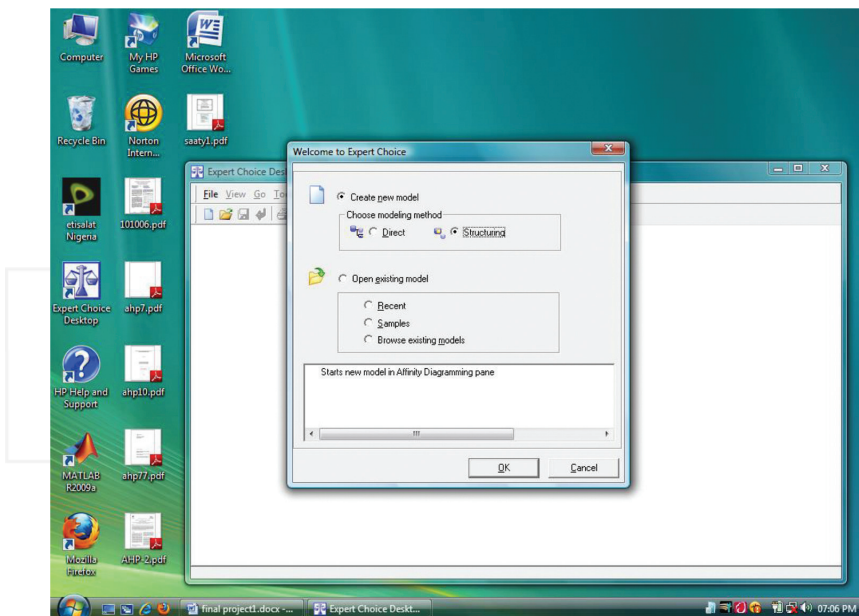 Computer
My HP
Games
Microsoft
Office Wo...
Recycle Bin
Norton
Intern...
saaty1.pdf
etisalat
Nigeria
101006.pdf
Expert Choice
Desktop
ahp7.pdf
HP Help and
Support
ahp10.pdf
MATLAB
R2009a
ahp77.pdf
Mozilla
Firefox
AHP-2.pdf
Expert Choice Des
File View Go To
Welcome to Expert Choice
Create new model
Choose modeling method
Direct
Structuring
Open existing model
Recent
Samples
Browse existing models
Starts new model in Affinity Diagramming pane
OK
Cancel
final project1.docx -...
Expert Choice Deskt...
07:06 PM